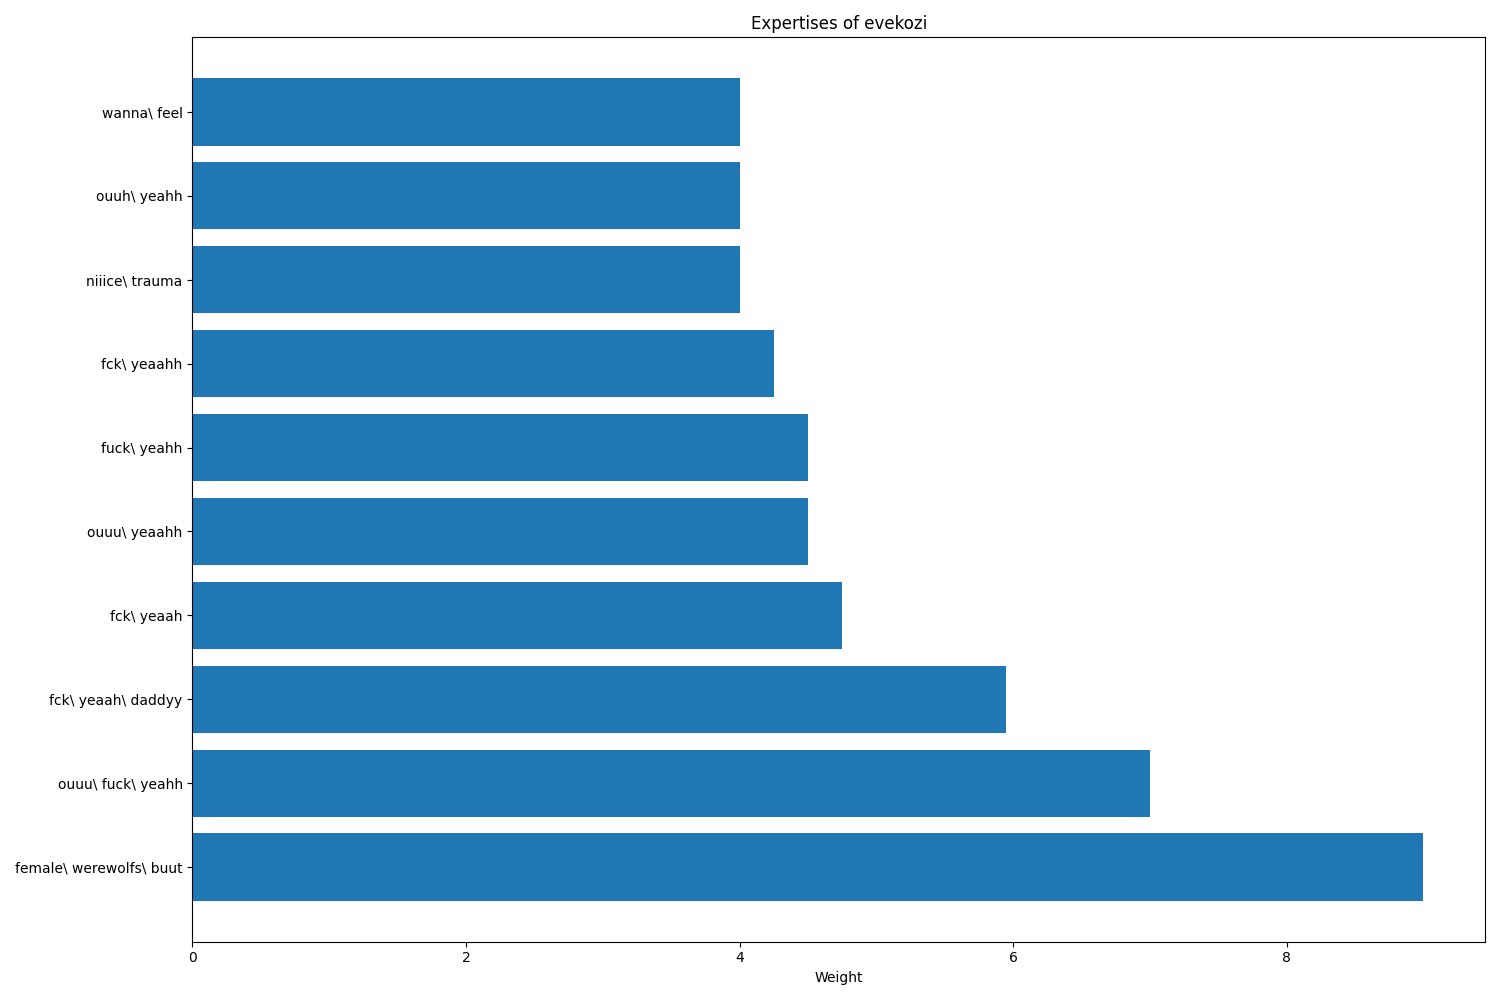 Expertises of evekozi
wanna\ feel
ouuh\ yeahh
niiice\ trauma
fck\ yeaahh
fuck\ yeahh
ouuu\ yeaahh
fck\ yeaah
fck\ yeaah\ daddyy
ouuu\ fuck\ yeahh
female\ werewolfs\ buut
0 2 4 6 8
Weight